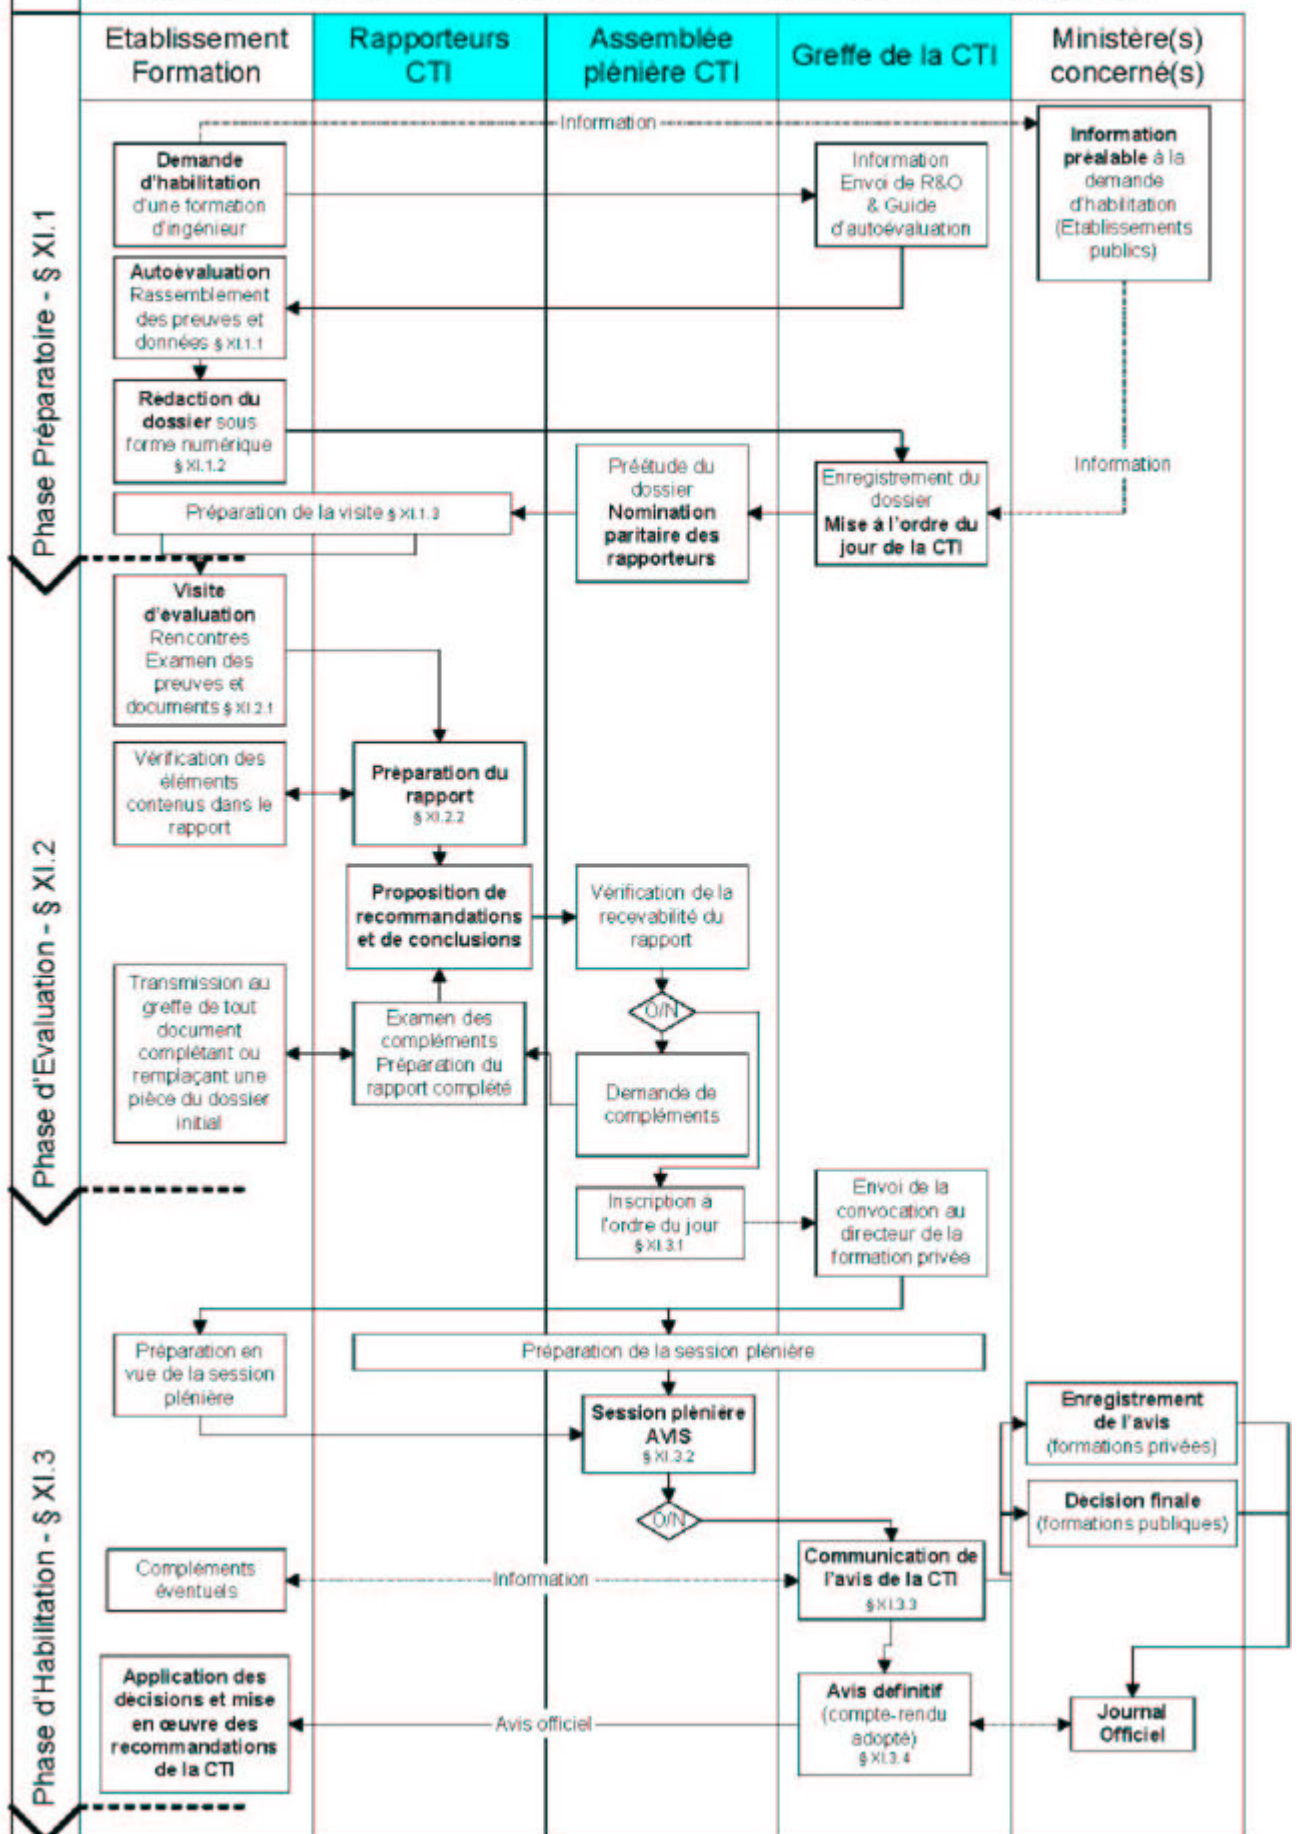 Etablissement
Formation
Rapporteurs
CTI
Assemblée
plénière CTI
Greffe de la CTI
Ministère(s)
concerné(s)
Phase Préparatoire - § XI.1
Information
Demande
d'habilitation
d'une formation
d'ingénieur
Information
Envoi de R&O
& Guide
d'autoévaluation
Information
préalable à la
demande
d'habilitation
(Etablissements
publics)
Autoévaluation
Rassemblement
des preuves et
données § XI.1.1
Rédaction du
dossier sous
forme numérique
§ XI.1.2
Préétude du
dossier
Nomination
paritaire des
rapporteurs
Enregistrement du
dossier
Mise à l'ordre du
jour de la CTI
Information
Préparation de la visite § XI.1.3
Phase d'Evaluation - § XI.2
Visite
d'évaluation
Rencontres
Examen des
preuves et
documents § XI.2.1
Vérification des
éléments
contenus dans le
rapport
Préparation du
rapport
§ XI.2.2
Proposition de
recommandations
et de conclusions
Vérification de la
recevabilité du
rapport
O/N
Transmission au
greffe de tout
document
complétant ou
remplaçant une
pièce du dossier
initial
Examen des
compléments
Préparation du
rapport complété
Demande de
compléments
Phase d'Habilitation - § XI.3
Inscription à
l'ordre du jour
§ XI.3.1
Envoi de la
convocation au
directeur de la
formation privée
Préparation en
vue de la session
plénière
Préparation de la session plénière
Session plénière
AVIS
§ XI.3.2
O/N
Enregistrement
de l'avis
(formations privées)
Décision finale
(formations publiques)
Compléments
éventuels
Information
Communication de
l'avis de la CTI
§ XI.3.3
Application des
décisions et mise
en œuvre des
recommandations
de la CTI
Avis officiel
Avis définitif
(compte-rendu
adopté)
§ XI.3.4
Journal
Officiel